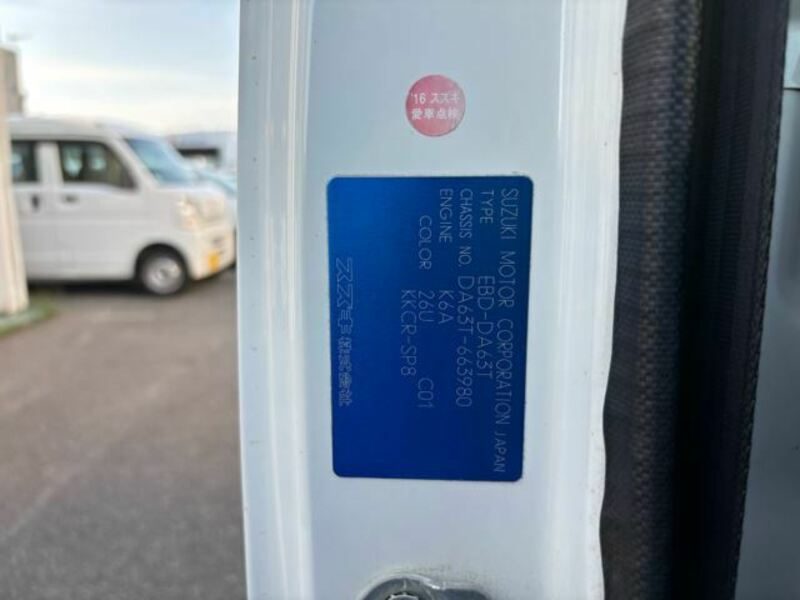 '16 スズキ
愛車点検
SUZUKI MOTOR CORPORATION JAPAN
TYPE EBD-DA63T
CHASSIS NO. DA63T-663980
ENGINE K6A
COLOR 26U C01
KKCR-SP8
スズキ株式会社